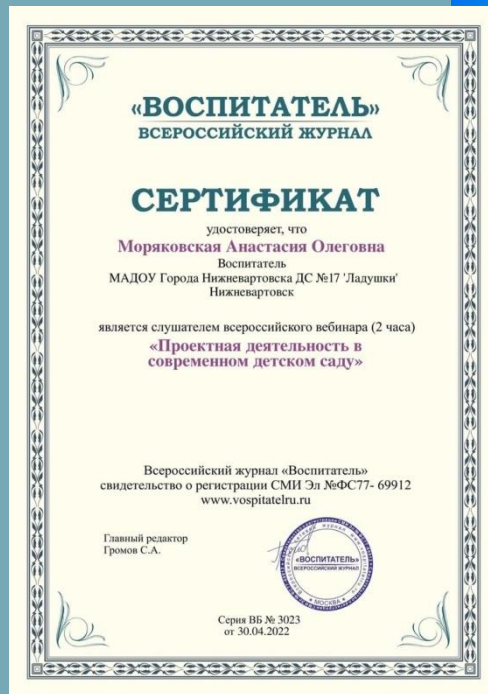 «ВОСПИТАТЕЛЬ»
ВСЕРОССИЙСКИЙ ЖУРНАЛ
СЕРТИФИКАТ
удостоверяет, что
Моряковская Анастасия Олеговна
Воспитатель
МАДОУ Города Нижневартовска ДС №17 'Ладушки'
Нижневартовск
является слушателем всероссийского вебинара (2 часа)
«Проектная деятельность в
современном детском саду»
Всероссийский журнал «Воспитатель»
свидетельство о регистрации СМИ Эл №ФС77- 69912
www.vospitatelru.ru
Главный редактор
Громов С.А.
«ВОСПИТАТЕЛЬ»
ВСЕРОССИЙСКИЙ ЖУРНАЛ
МОСКВА
Серия ВБ № 3023
от 30.04.2022